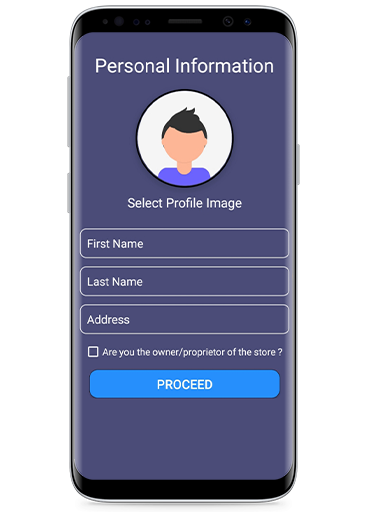 Personal Information
Select Profile Image
First Name
Last Name
Address
Are you the owner/proprietor of the store ?
PROCEED